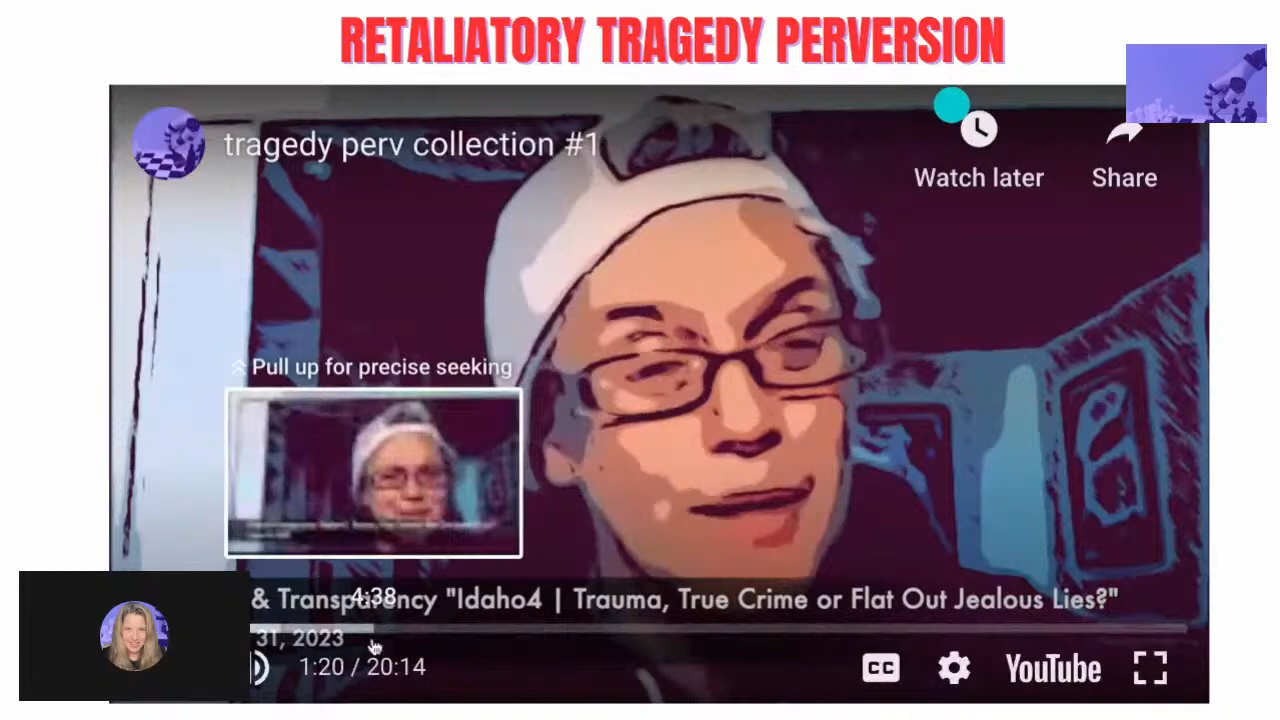 RETALIATORY TRAGEDY PERVERSION
tragedy perv collection #1
Watch later
Share
Pull up for precise seeking
4:38
& Transparency "Idaho4 | Trauma, True Crime or Flat Out Jealous Lies?"
31, 2023
1:20 / 20:14
CC
YouTube